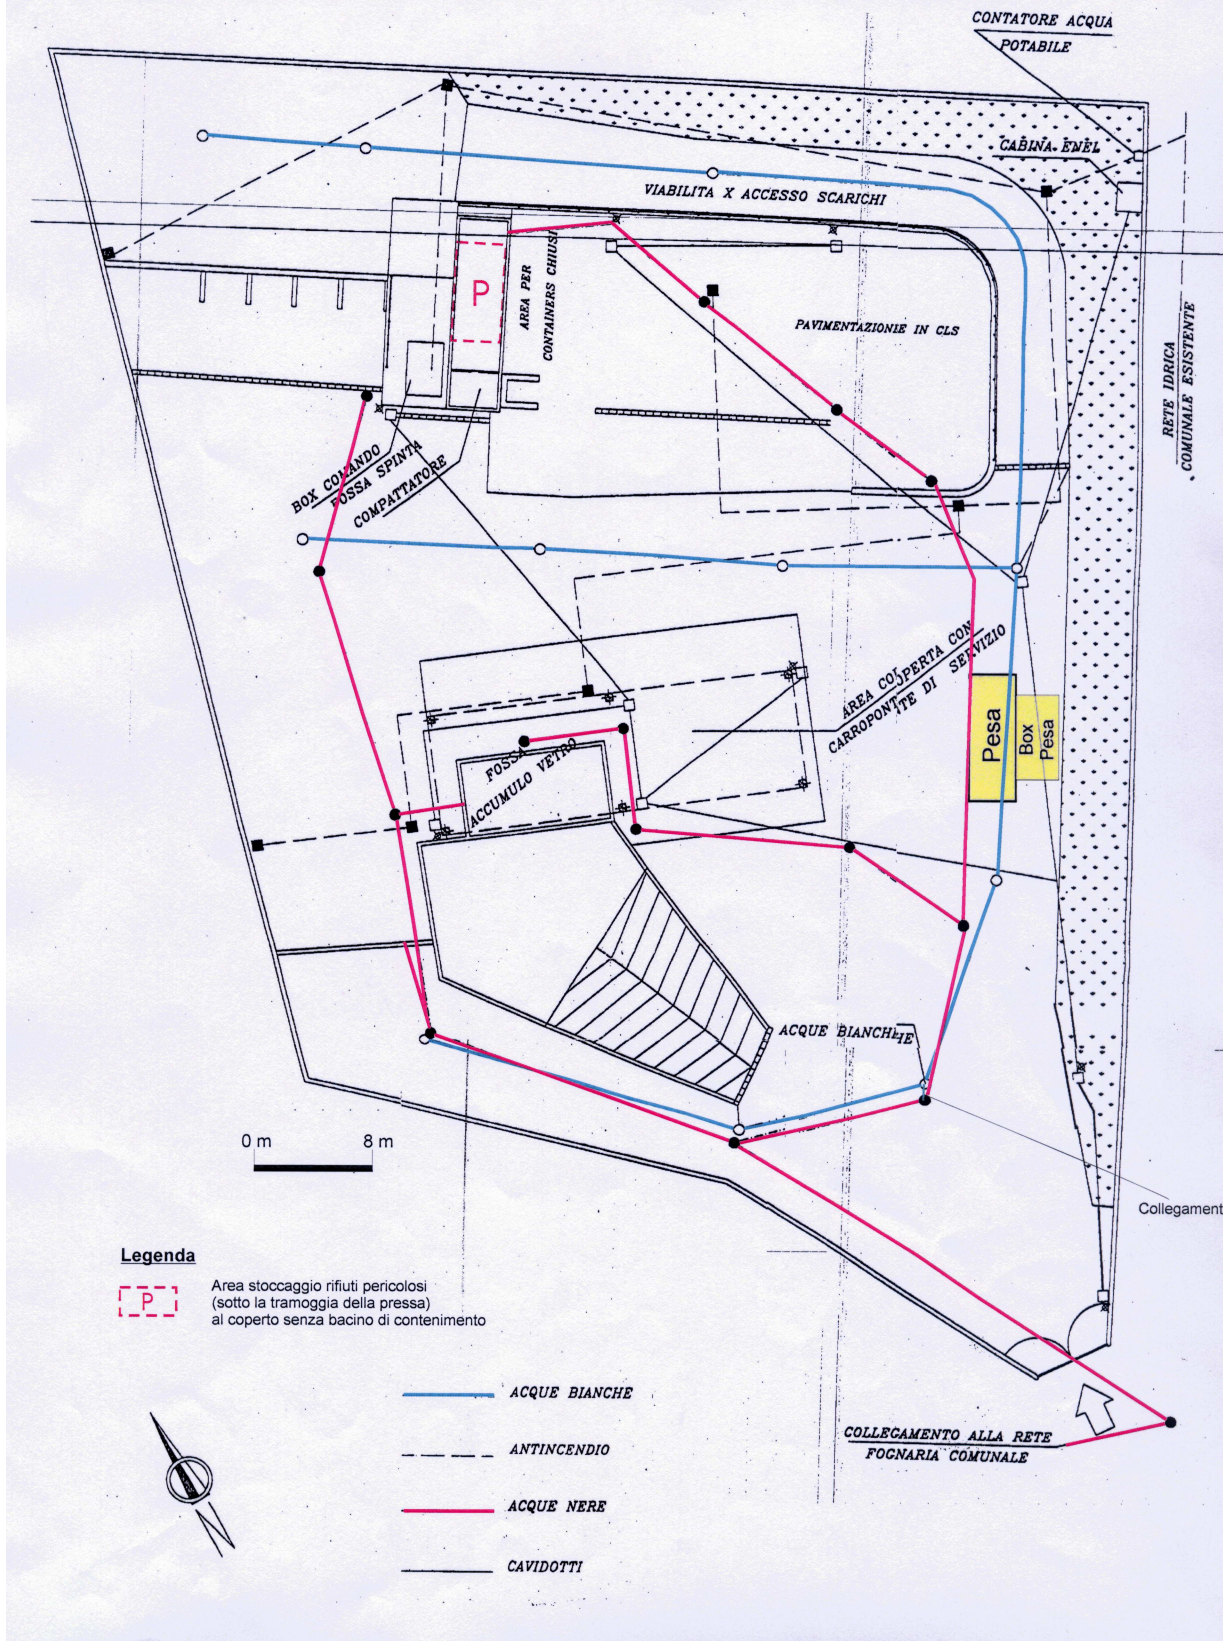 CONTATORE ACQUA
POTABILE
CABINA ENEL
VIABILITA X ACCESSO SCARICHI
RETE IDRICA
COMUNALE ESISTENTE
AREA PER
CONTAINERS CHIUSI
P
PAVIMENTAZIONIE IN CLS
BOX COMANDO
FOSSA SPINTA
COMPATTATORE
AREA COPERTA CON
CARROPONTE DI SERVIZIO
Pesa
Box
Pesa
FOSSA
ACCUMULO VETRO
ACQUE BIANCHE
0 m
8 m
Collegament
Legenda
P
Area stoccaggio rifiuti pericolosi
(sotto la tramoggia della pressa)
al coperto senza bacino di contenimento
ACQUE BIANCHE
ANTINCENDIO
ACQUE NERE
CAVIDOTTI
COLLEGAMENTO ALLA RETE
FOGNARIA COMUNALE